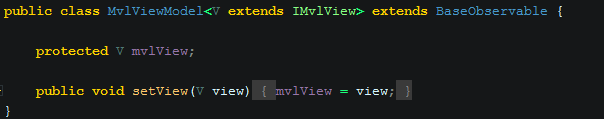 public class MvlViewModel<V extends IMvlView> extends BaseObservable {
protected V mvlView;
public void setView(V view) { mvlView = view; }
}